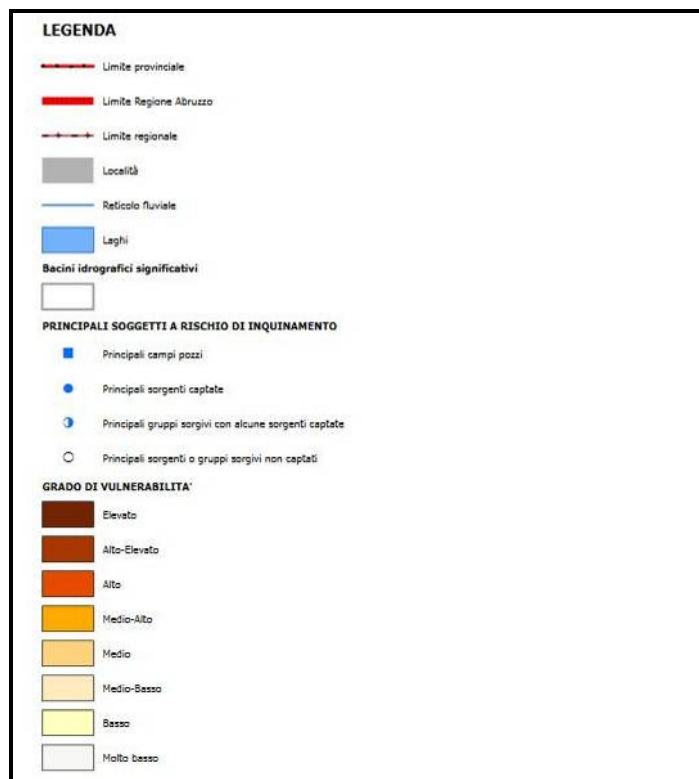 LEGENDA
Limite provinciale
Limite Regione Abruzzo
Limite regionale
Località
Reticolo fluviale
Laghi
Bacini idrografici significativi
PRINCIPALI SOGGETTI A RISCHIO DI INQUINAMENTO
Principali campi pozzi
Principali sorgenti captate
Principali gruppi sorgivi con alcune sorgenti captate
Principali sorgenti o gruppi sorgivi non captati
GRADO DI VULNERABILITA'
Elevato
Alto-Elevato
Alto
Medio-Alto
Medio
Medio-Basso
Basso
Molto basso